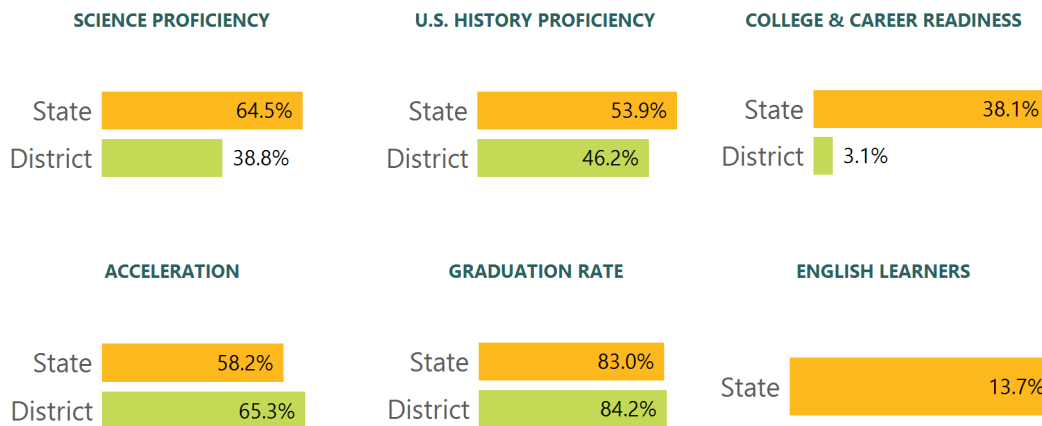 SCIENCE PROFICIENCY
State 64.5%
District 38.8%
U.S. HISTORY PROFICIENCY
State 53.9%
District 46.2%
COLLEGE & CAREER READINESS
State 38.1%
District 3.1%
ACCELERATION
State 58.2%
District 65.3%
GRADUATION RATE
State 83.0%
District 84.2%
ENGLISH LEARNERS
State 13.7%